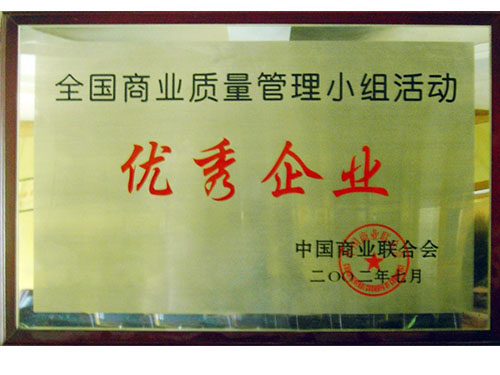 全国商业质量管理小组活动
优秀企业
中国商业联合会
二〇〇二年七月